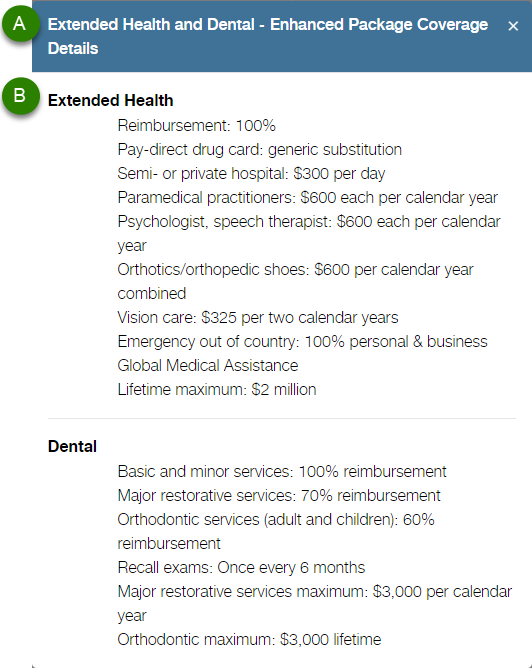 A
Extended Health and Dental - Enhanced Package Coverage ×
Details
B
Extended Health
Reimbursement: 100%
Pay-direct drug card: generic substitution
Semi- or private hospital: $300 per day
Paramedical practitioners: $600 each per calendar year
Psychologist, speech therapist: $600 each per calendar
year
Orthotics/orthopedic shoes: $600 per calendar year
combined
Vision care: $325 per two calendar years
Emergency out of country: 100% personal & business
Global Medical Assistance
Lifetime maximum: $2 million
Dental
Basic and minor services: 100% reimbursement
Major restorative services: 70% reimbursement
Orthodontic services (adult and children): 60%
reimbursement
Recall exams: Once every 6 months
Major restorative services maximum: $3,000 per calendar
year
Orthodontic maximum: $3,000 lifetime